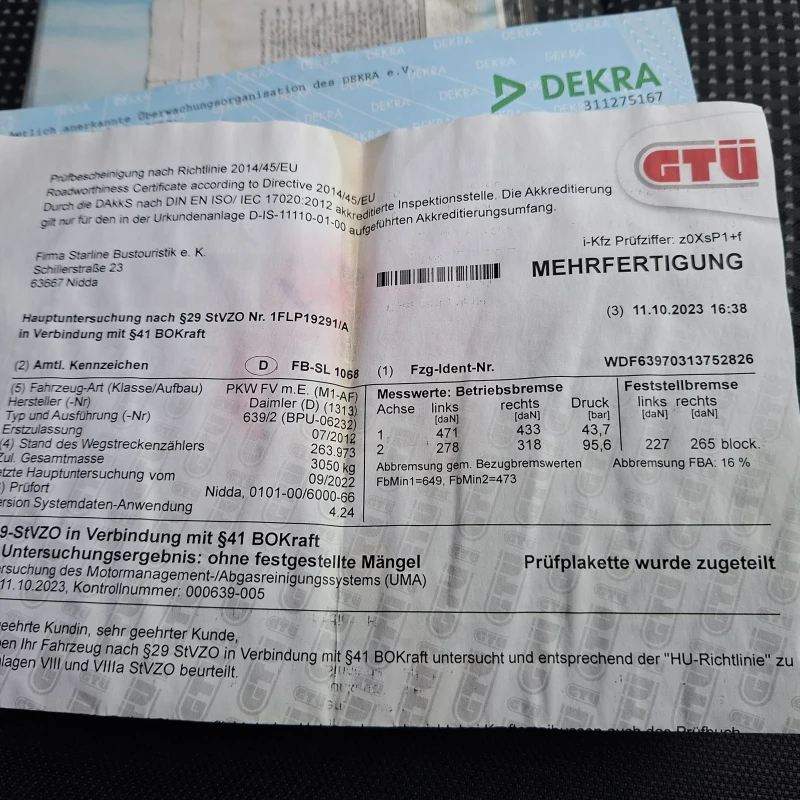 amtlich anerkannte Überwachungsorganisation des DEKRA e.V.
DEKRA
311275167
GTÜ
Prüfbescheinigung nach Richtlinie 2014/45/EU
Roadworthiness Certificate according to Directive 2014/45/EU
Durch die DAkkS nach DIN EN ISO/ IEC 17020:2012 akkreditierte Inspektionsstelle. Die Akkreditierung
gilt nur für den in der Urkundenanlage D-IS-11110-01-00 aufgeführten Akkreditierungsumfang.
i-Kfz Prüfziffer: z0XsP1+f
Firma Starline Bustouristik e. K.
Schillerstraße 23
63667 Nidda
MEHRFERTIGUNG
Hauptuntersuchung nach §29 StVZO Nr. 1FLP19291/A
in Verbindung mit §41 BOKraft
(3) 11.10.2023 16:38
(2) Amtl. Kennzeichen D FB-SL 1068 (1) Fzg-Ident-Nr. WDF63970313752826
(5) Fahrzeug-Art (Klasse/Aufbau) PKW FV m.E. (M1-AF)
Hersteller (-Nr) Daimler (D) (1313)
Typ und Ausführung (-Nr) 639/2 (BPU-06232)
Erstzulassung 07/2012
(4) Stand des Wegstreckenzählers 263.973
Zul. Gesamtmasse 3050 kg
etzte Hauptuntersuchung vom 09/2022
) Prüfort Nidda, 0101-00/6000-66
ersion Systemdaten-Anwendung 4.24
Messwerte: Betriebsbremse Feststellbremse
Achse links rechts Druck links rechts
[daN] [daN] [bar] [daN] [daN]
1 471 433 43,7
2 278 318 95,6 227 265 block.
Abbremsung gem. Bezugbremswerten Abbremsung FBA: 16 %
FbMin1=649, FbMin2=473
9-StVZO in Verbindung mit §41 BOKraft
Untersuchungsergebnis: ohne festgestellte Mängel Prüfplakette wurde zugeteilt
rsuchung des Motormanagement-/Abgasreinigungssystems (UMA)
11.10.2023, Kontrollnummer: 000639-005
eehrte Kundin, sehr geehrter Kunde,
en Ihr Fahrzeug nach §29 StVZO in Verbindung mit §41 BOKraft untersucht und entsprechend der "HU-Richtlinie" zu
lagen VIII und VIIIa StVZO beurteilt.